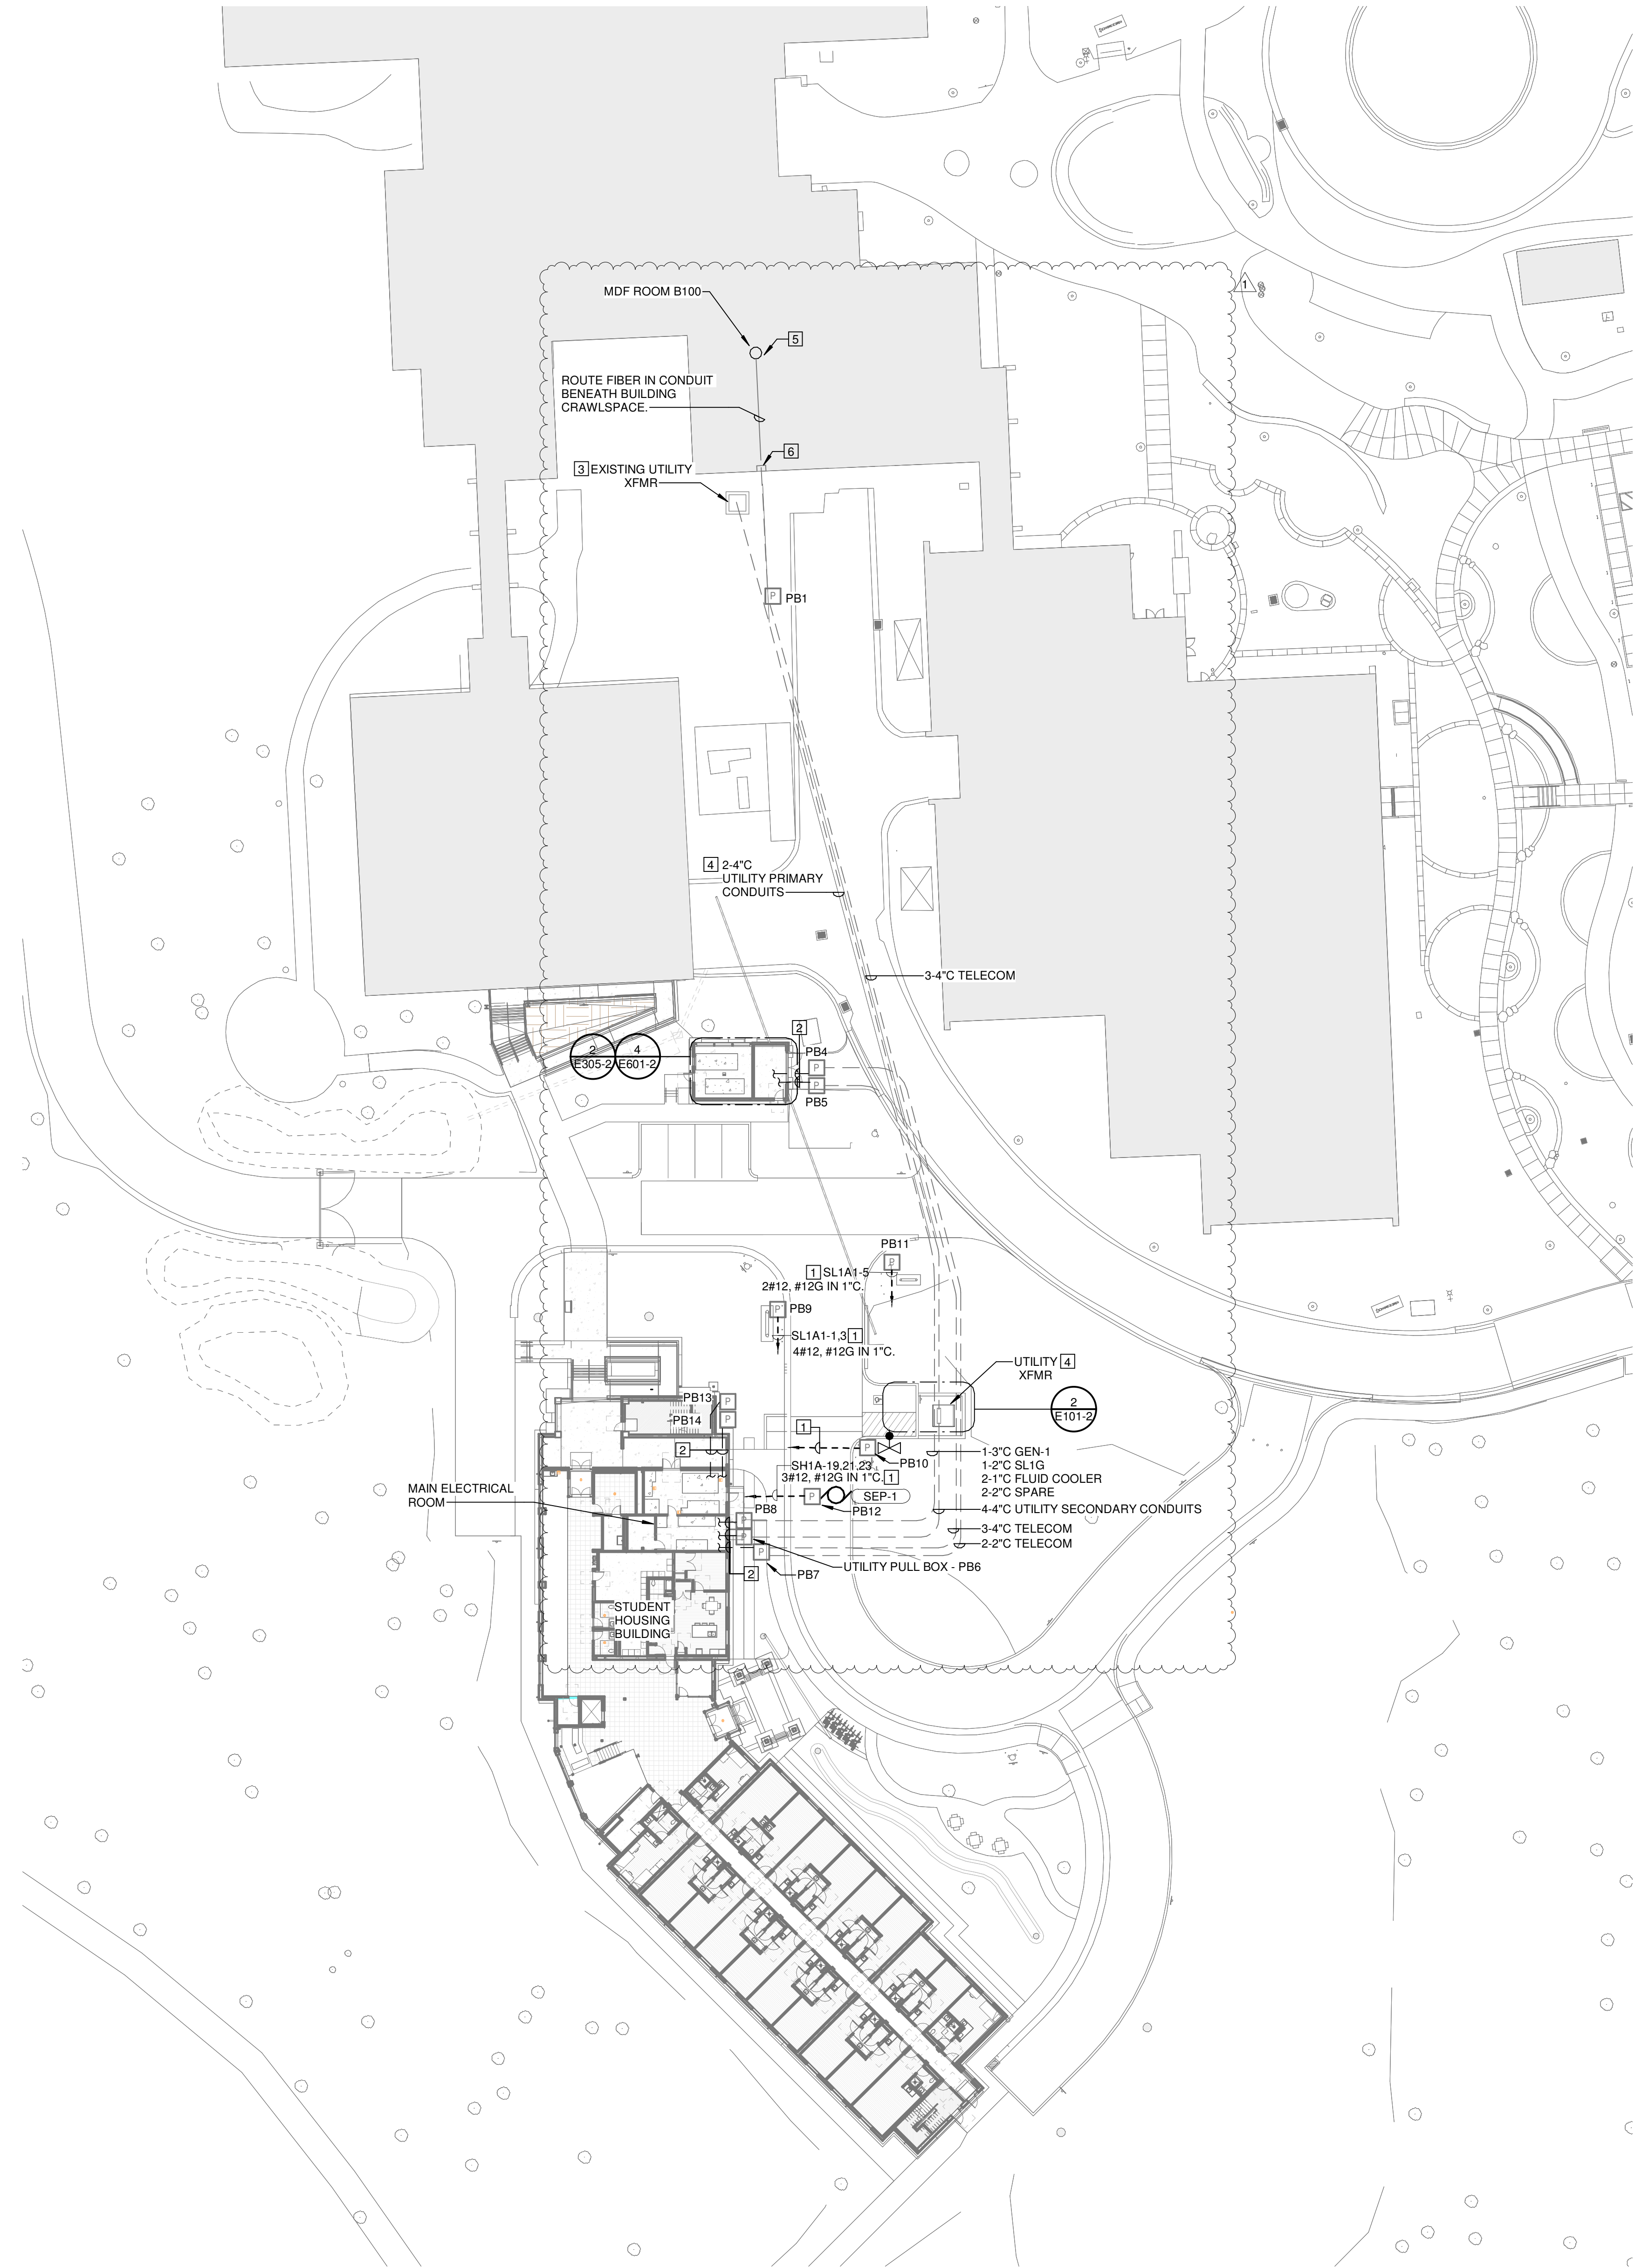 1
MDF ROOM B100
5
ROUTE FIBER IN CONDUIT
BENEATH BUILDING
CRAWLSPACE.
6
3 EXISTING UTILITY
XFMR
P PB1
4 2-4"C
UTILITY PRIMARY
CONDUITS
3-4"C TELECOM
2
2
E305-2
4
E601-2
PB4
P
P
PB5
PB11
P
1 SL1A1-5
2#12, #12G IN 1"C.
P PB9
SL1A1-1,3 1
4#12, #12G IN 1"C.
UTILITY 4
XFMR
2
E101-2
PB13 P
PB14 P
1
2
P
PB10
SH1A-19,21,23
3#12, #12G IN 1"C. 1
1-3"C GEN-1
1-2"C SL1G
2-1"C FLUID COOLER
2-2"C SPARE
MAIN ELECTRICAL
ROOM
P SEP-1
PB8
PB12
4-4"C UTILITY SECONDARY CONDUITS
P
P
3-4"C TELECOM
2-2"C TELECOM
P
UTILITY PULL BOX - PB6
2
PB7
STUDENT
HOUSING
BUILDING